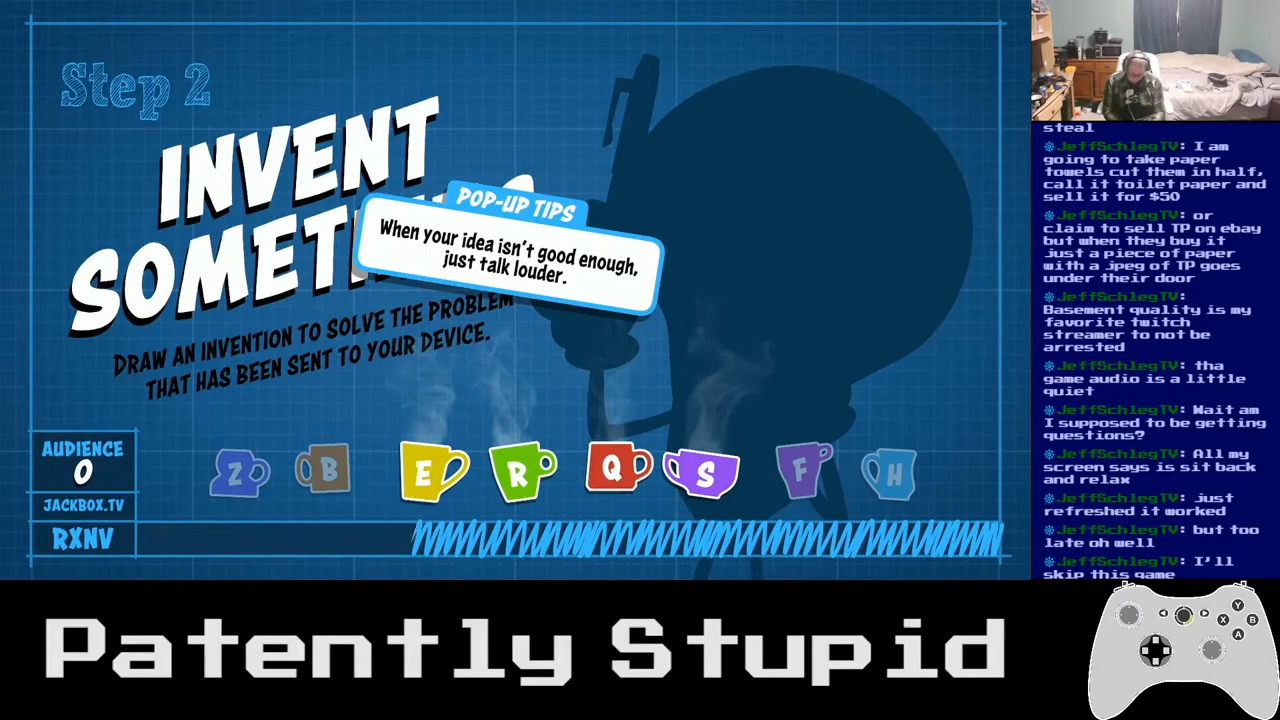 Step 2
INVENT
SOMET
DRAW AN INVENTION TO SOLVE THE PROBLEM
THAT HAS BEEN SENT TO YOUR DEVICE.
POP-UP TIPS
When your idea isn't good enough,
just talk louder.
AUDIENCE
0
JACKBOX.TV
RXNV
Z B E R Q S F H
steal
JeffSchlegTV: I am
going to take paper
towels cut them in half,
call it toilet paper and
sell it for $50
JeffSchlegTV: or
claim to sell TP on ebay
but when they buy it
just a piece of paper
with a jpeg of TP goes
under their door
JeffSchlegTV:
Basement quality is my
favorite twitch
streamer to not be
arrested
JeffSchlegTV: tha
game audio is a little
quiet
JeffSchlegTV: Wait am
I supposed to be getting
questions?
JeffSchlegTV: All my
screen says is sit back
and relax
JeffSchlegTV: just
refreshed it worked
JeffSchlegTV: but too
late oh well
JeffSchlegTV: I'll
skip this game
Patently Stupid
Y
X B
A